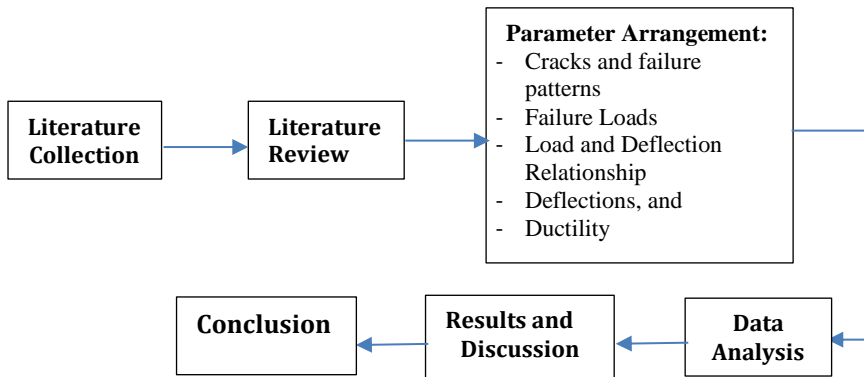 Literature
Collection
Literature
Review
Parameter Arrangement:
- Cracks and failure
patterns
- Failure Loads
- Load and Deflection
Relationship
- Deflections, and
- Ductility
Data
Analysis
Results and
Discussion
Conclusion